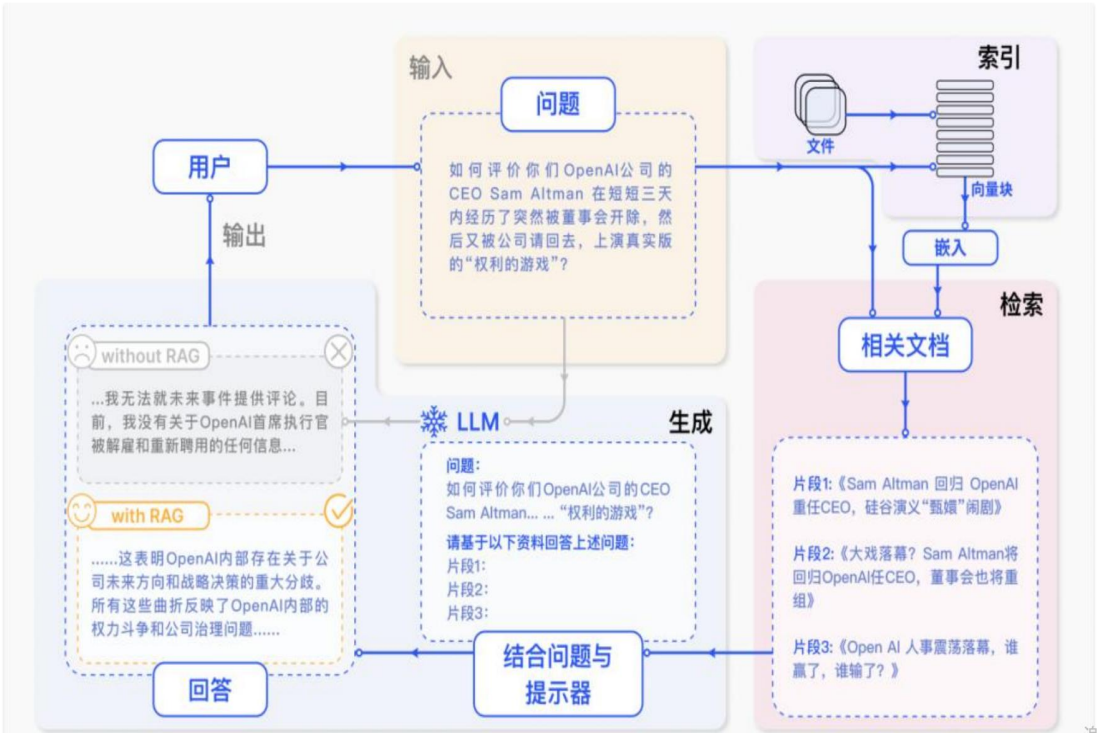 输入
问题
如何评价你们OpenAI公司的
CEO Sam Altman 在短短三天
内经历了突然被董事会开除，然
后又被公司请回去，上演真实版
的“权利的游戏”？
索引
文件
向量块
嵌入
用户
输出
检索
相关文档
片段1:《Sam Altman 回归 OpenAI
重任CEO，硅谷演义“甄嬛”闹剧》
片段2:《大戏落幕？Sam Altman将
回归OpenAI任CEO，董事会也将重
组》
片段3:《Open AI 人事震荡落幕，谁
赢了，谁输了？》
生成
LLM
问题:
如何评价你们OpenAI公司的CEO
Sam Altman... ... “权利的游戏”?
请基于以下资料回答上述问题:
片段1:
片段2:
片段3:
结合问题与
提示器
without RAG
...我无法就未来事件提供评论。目
前，我没有关于OpenAI首席执行官
被解雇和重新聘用的任何信息...
with RAG
......这表明OpenAI内部存在关于公
司未来方向和战略决策的重大分歧。
所有这些曲折反映了OpenAI内部的
权力斗争和公司治理问题......
回答